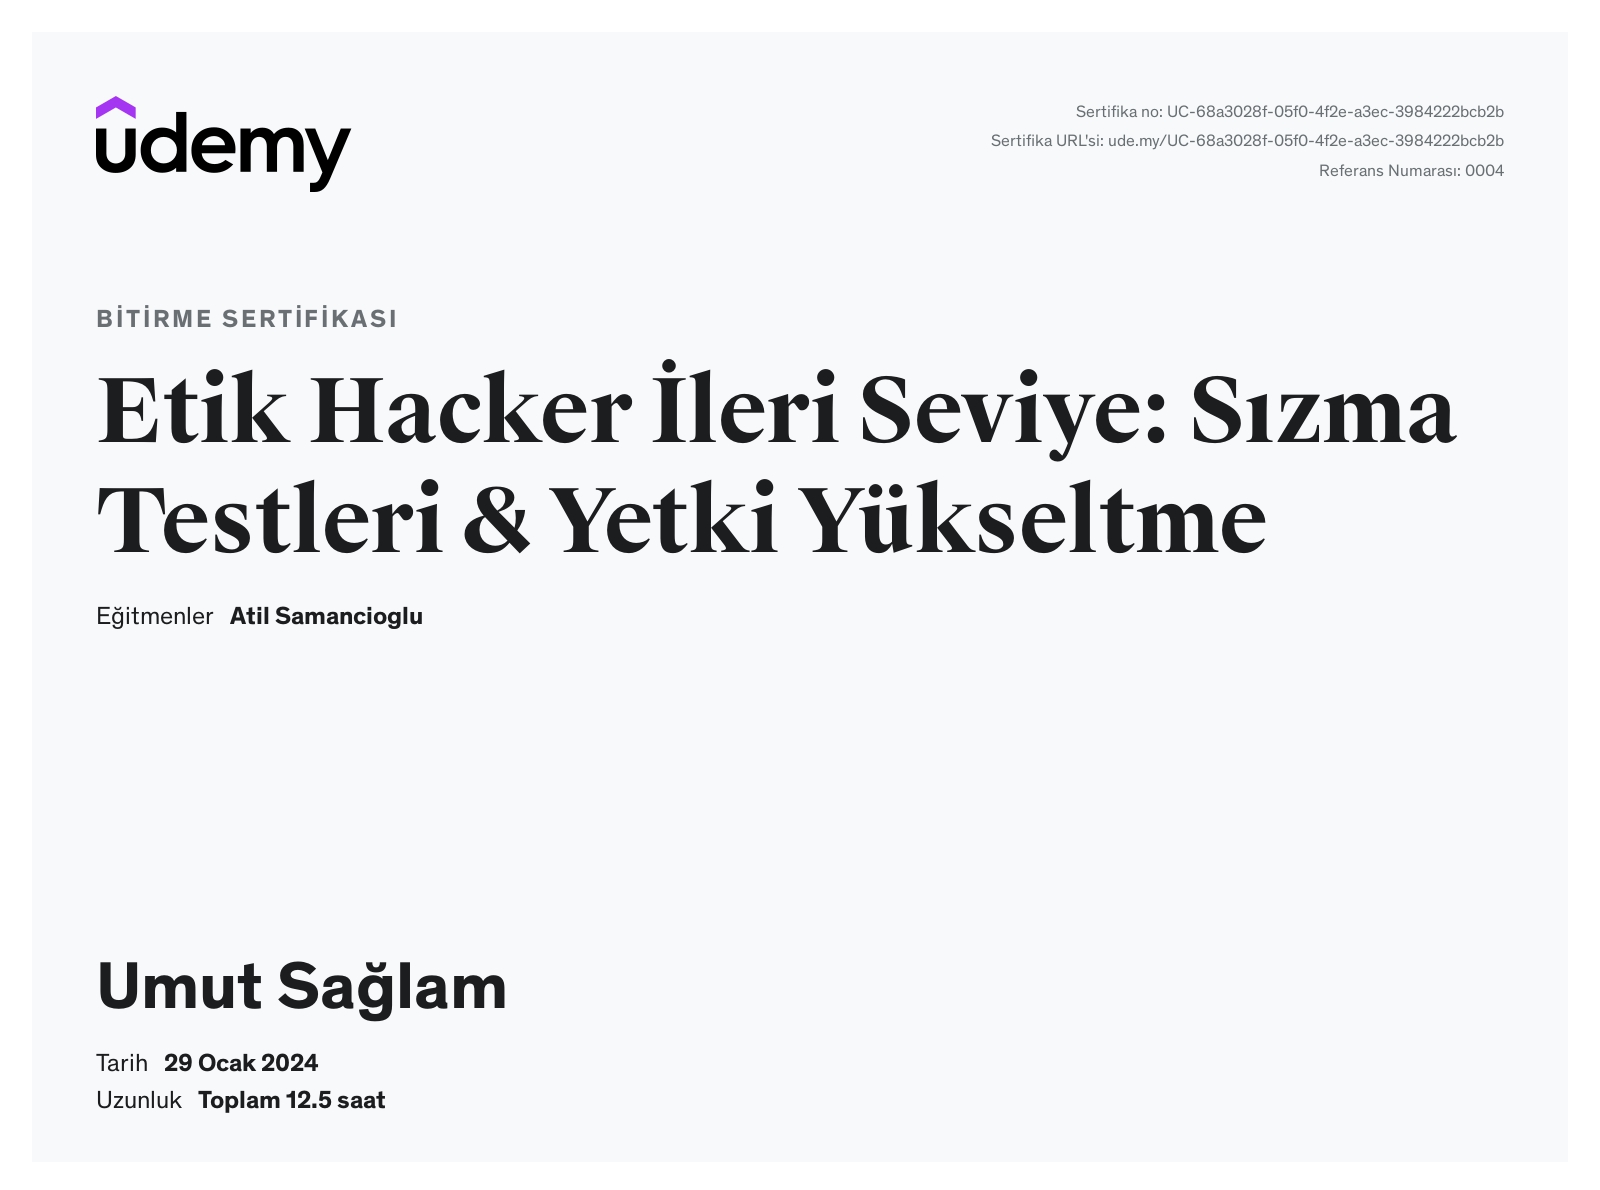 udemy
Sertifika no: UC-68a3028f-05f0-4f2e-a3ec-3984222bcb2b
Sertifika URL'si: ude.my/UC-68a3028f-05f0-4f2e-a3ec-3984222bcb2b
Referans Numarası: 0004
BİTİRME SERTİFİKASI
Etik Hacker İleri Seviye: Sızma
Testleri & Yetki Yükseltme
Eğitmenler Atil Samancioglu
Umut Sağlam
Tarih 29 Ocak 2024
Uzunluk Toplam 12.5 saat